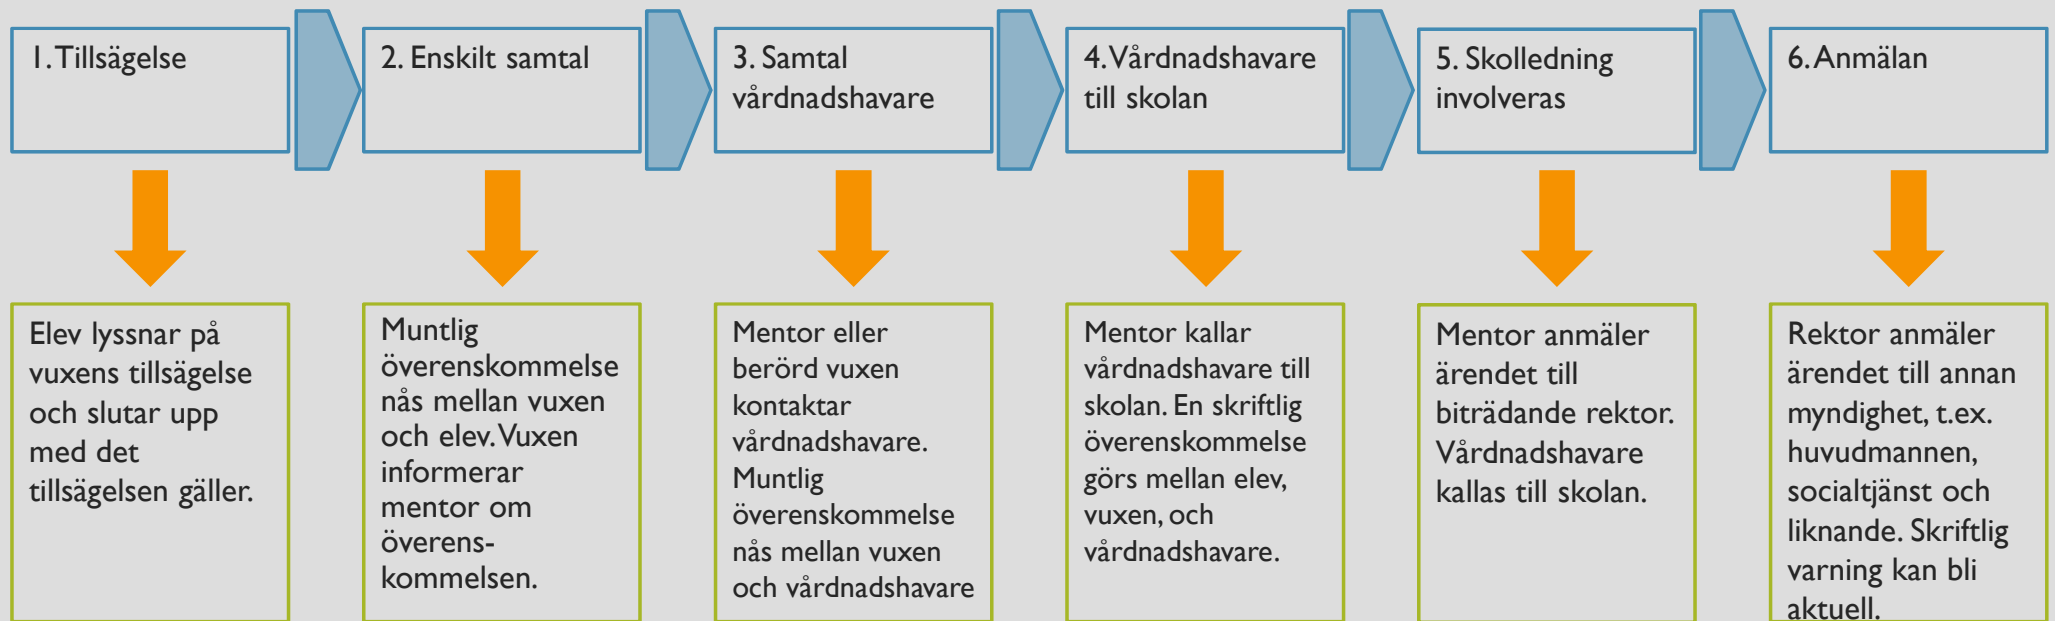 1. Tillsägelse
2. Enskilt samtal
3. Samtal
vårdnadshavare
4. Vårdnadshavare
till skolan
5. Skolledning
involveras
6. Anmälan
Elev lyssnar på
vuxens tillsägelse
och slutar upp
med det
tillsägelsen gäller.
Muntlig
överenskommelse
nås mellan vuxen
och elev. Vuxen
informerar
mentor om
överens-
kommelsen.
Mentor eller
berörd vuxen
kontaktar
vårdnadshavare.
Muntlig
överenskommelse
nås mellan vuxen
och vårdnadshavare
Mentor kallar
vårdnadshavare till
skolan. En skriftlig
överenskommelse
görs mellan elev,
vuxen, och
vårdnadshavare.
Mentor anmäler
ärendet till
biträdande rektor.
Vårdnadshavare
kallas till skolan.
Rektor anmäler
ärendet till annan
myndighet, t.ex.
huvudmannen,
socialtjänst och
liknande. Skriftlig
varning kan bli
aktuell.